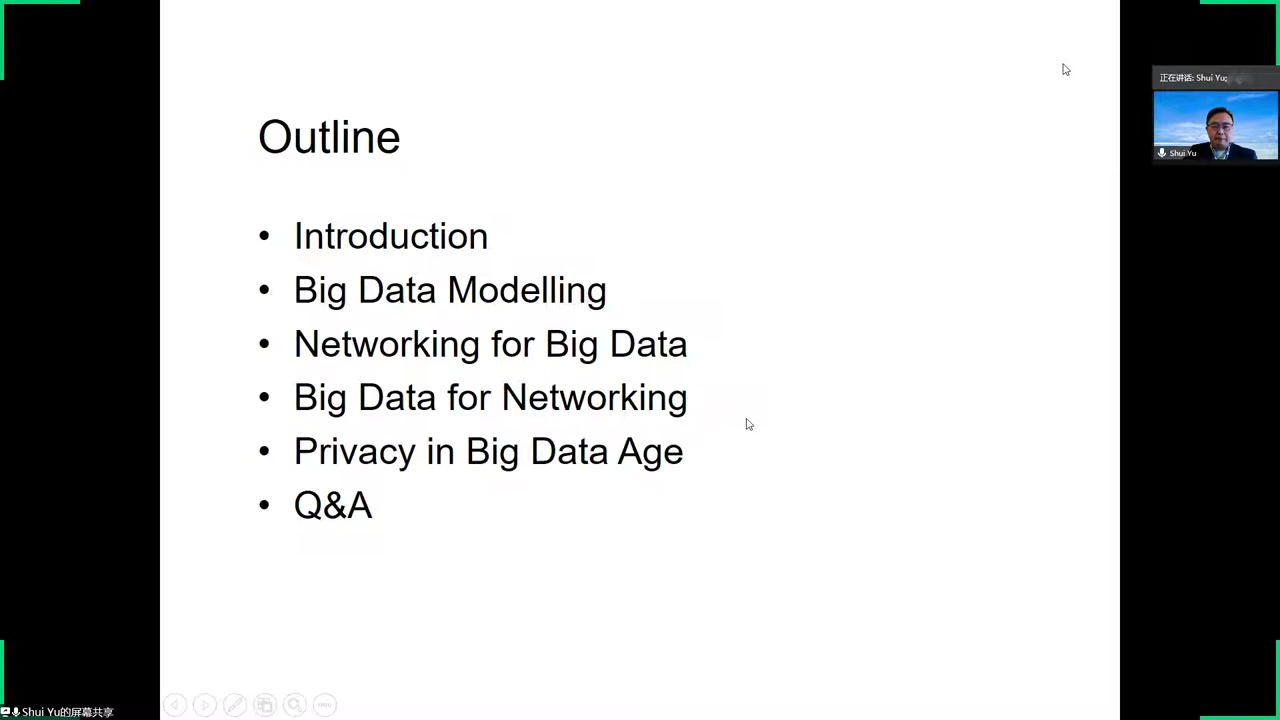 Outline
• Introduction
• Big Data Modelling
• Networking for Big Data
• Big Data for Networking
• Privacy in Big Data Age
• Q&A
正在讲话: Shui Yu;
Shui Yu
Shui Yu的屏幕共享